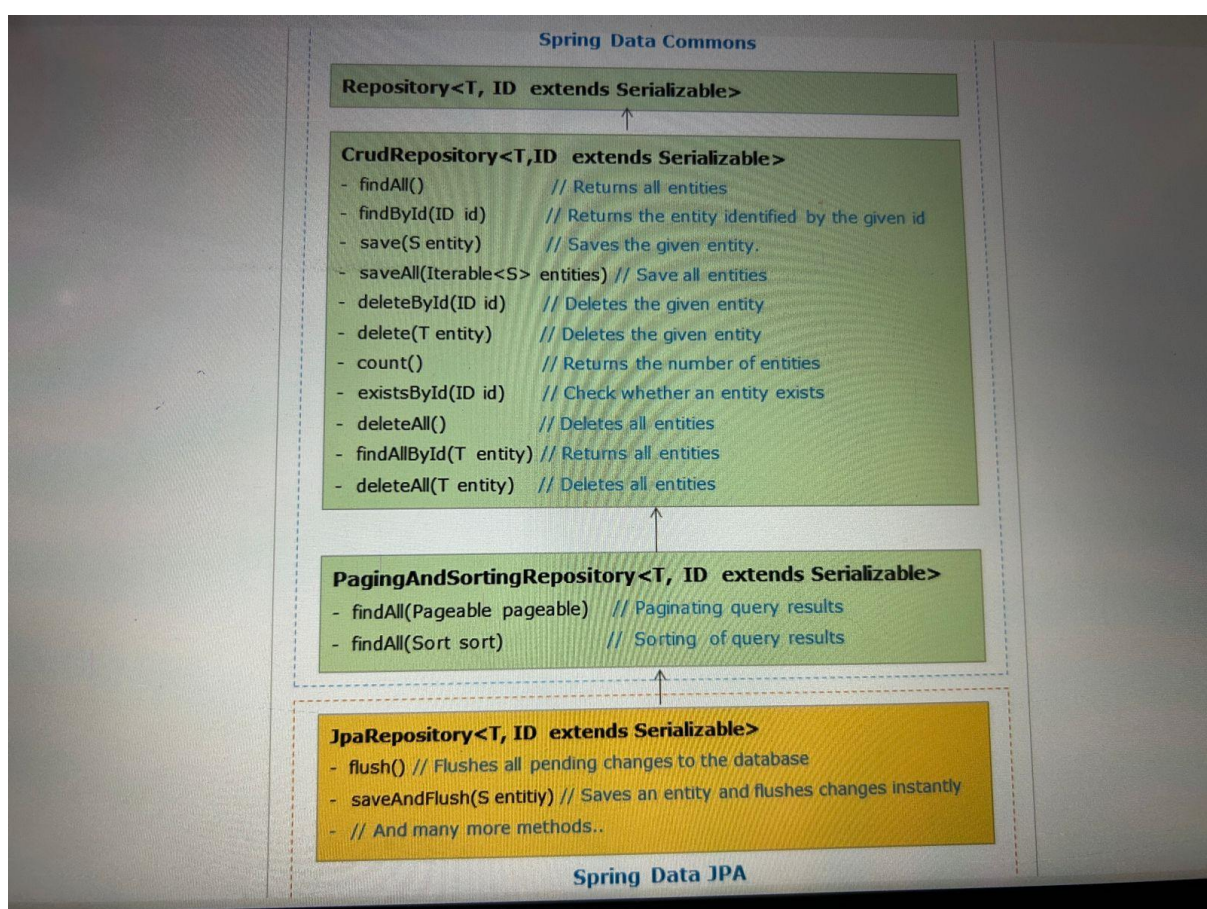 Spring Data Commons
Repository<T, ID extends Serializable>
CrudRepository<T,ID extends Serializable>
- findAll() // Returns all entities
- findById(ID id) // Returns the entity identified by the given id
- save(S entity) // Saves the given entity.
- saveAll(Iterable<S> entities) // Save all entities
- deleteById(ID id) // Deletes the given entity
- delete(T entity) // Deletes the given entity
- count() // Returns the number of entities
- existsById(ID id) // Check whether an entity exists
- deleteAll() // Deletes all entities
- findAllById(T entity) // Returns all entities
- deleteAll(T entity) // Deletes all entities
PagingAndSortingRepository<T, ID extends Serializable>
- findAll(Pageable pageable) // Paginating query results
- findAll(Sort sort) // Sorting of query results
JpaRepository<T, ID extends Serializable>
- flush() // Flushes all pending changes to the database
- saveAndFlush(S entitiy) // Saves an entity and flushes changes instantly
- // And many more methods..
Spring Data JPA